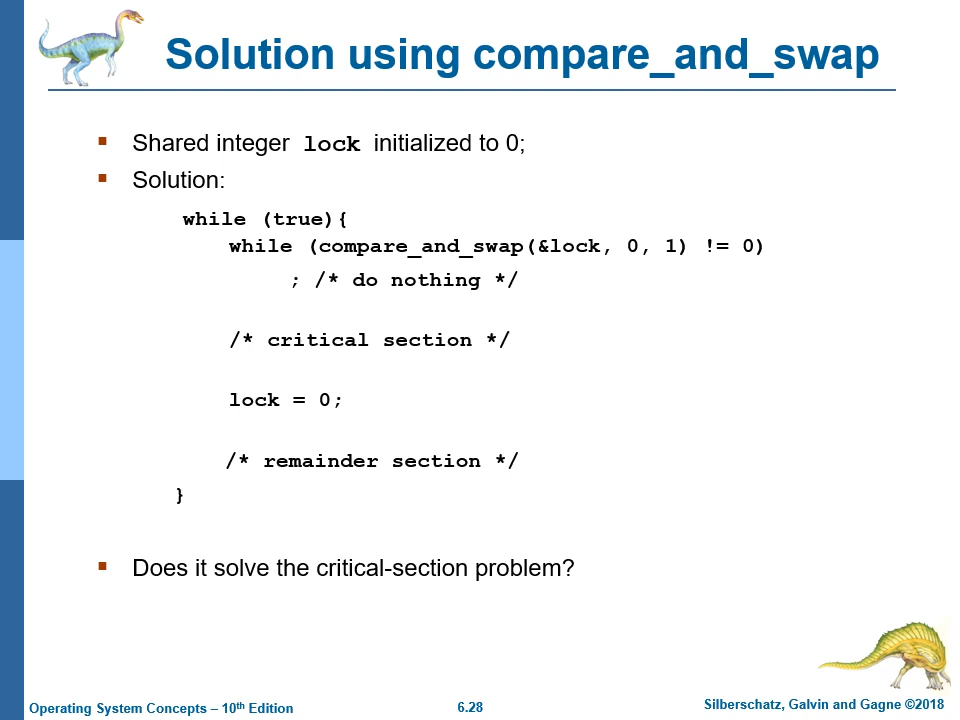 Solution using compare_and_swap
▪ Shared integer lock initialized to 0;
▪ Solution:
while (true){
while (compare_and_swap(&lock, 0, 1) != 0)
; /* do nothing */
/* critical section */
lock = 0;
/* remainder section */
}
▪ Does it solve the critical-section problem?
Operating System Concepts – 10th Edition
6.28
Silberschatz, Galvin and Gagne ©2018